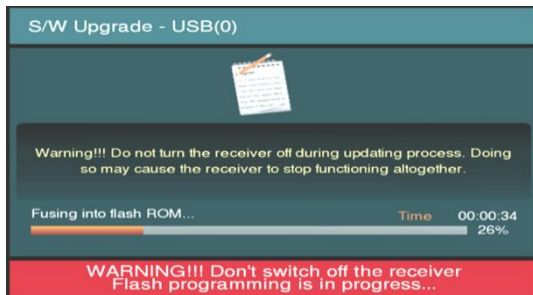 S/W Upgrade - USB(0)
Warning!!! Do not turn the receiver off during updating process. Doing
so may cause the receiver to stop functioning altogether.
Fusing into flash ROM... Time 00:00:34
26%
WARNING!!! Don't switch off the receiver
Flash programming is in progress...